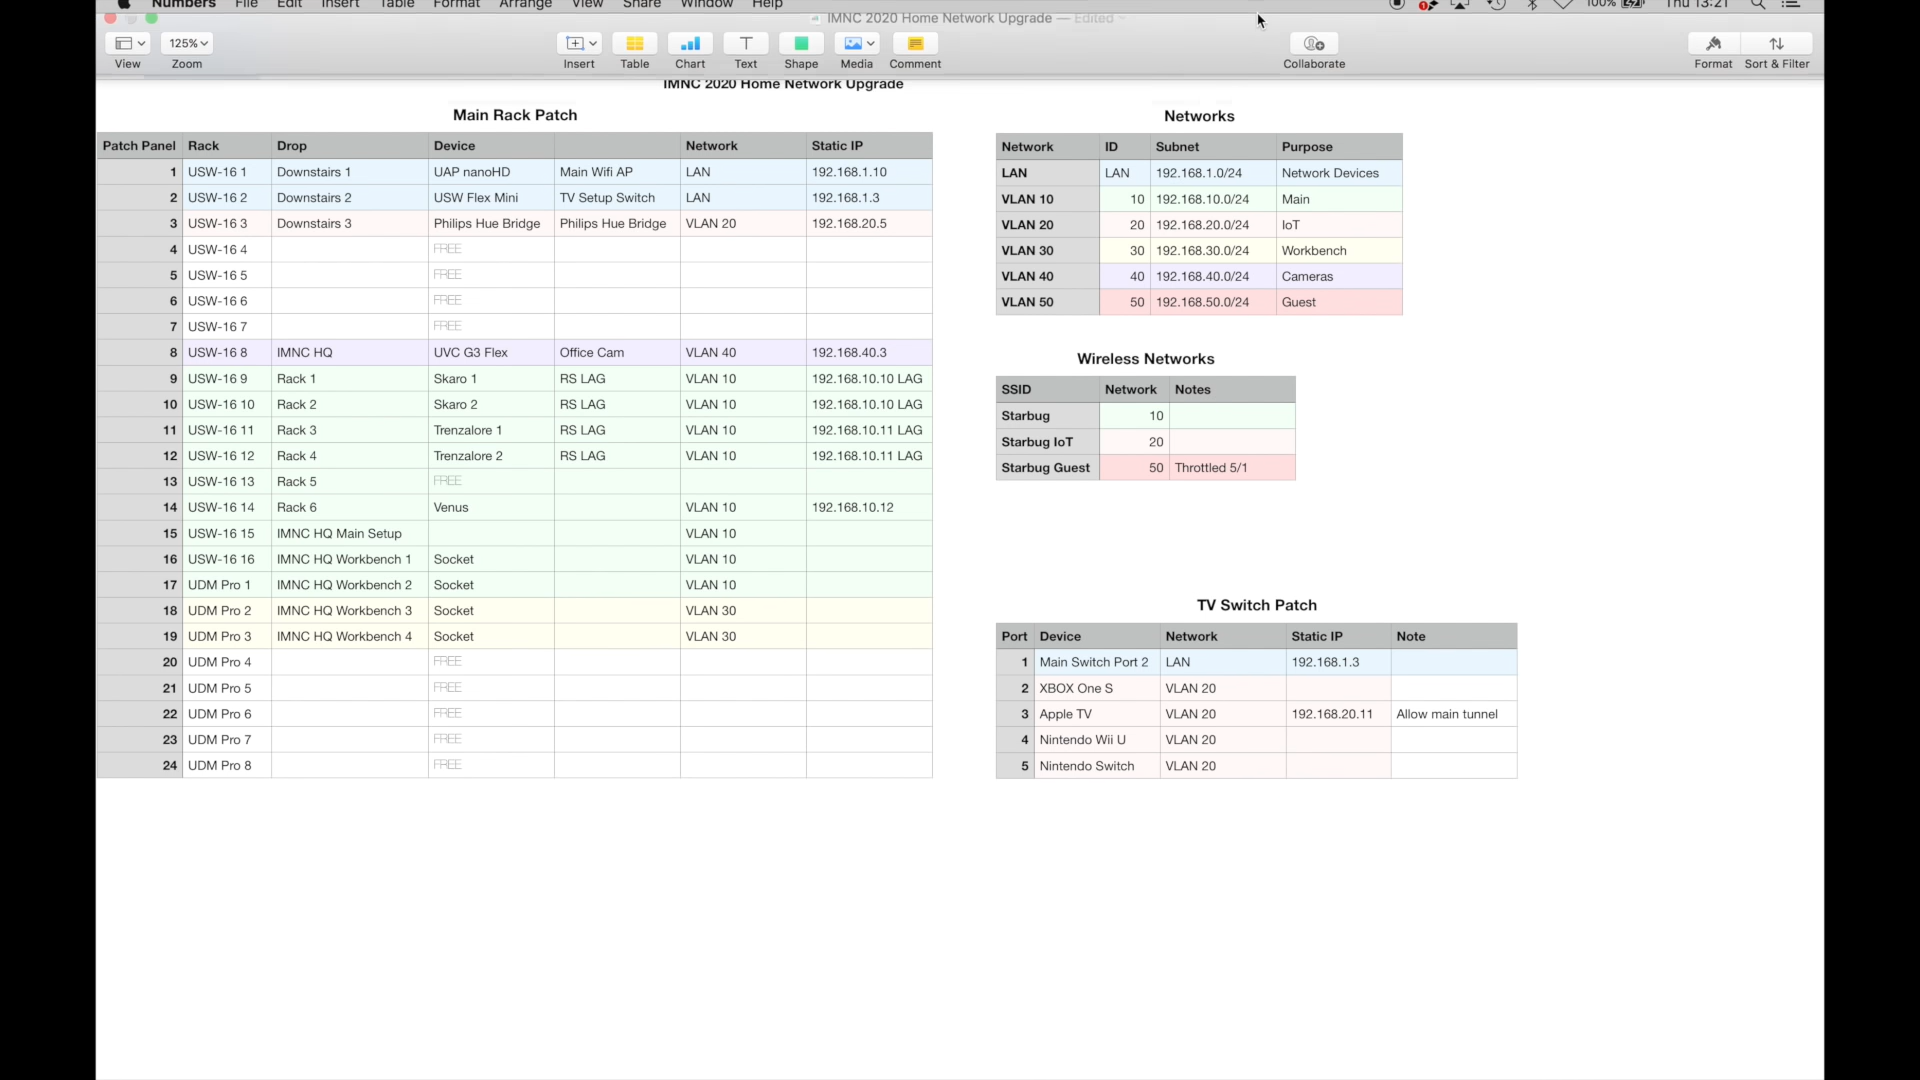 Numbers File Edit Insert Table Format Arrange View Share Window Help 100% Thu 13:21
IMNC 2020 Home Network Upgrade — Edited
125%
View Zoom Insert Table Chart Text Shape Media Comment Collaborate Format Sort & Filter
IMNC 2020 Home Network Upgrade
Main Rack Patch
Patch Panel Rack Drop Device Network Static IP
1 USW-16 1 Downstairs 1 UAP nanoHD Main Wifi AP LAN 192.168.1.10
2 USW-16 2 Downstairs 2 USW Flex Mini TV Setup Switch LAN 192.168.1.3
3 USW-16 3 Downstairs 3 Philips Hue Bridge Philips Hue Bridge VLAN 20 192.168.20.5
4 USW-16 4 FREE
5 USW-16 5 FREE
6 USW-16 6 FREE
7 USW-16 7 FREE
8 USW-16 8 IMNC HQ UVC G3 Flex Office Cam VLAN 40 192.168.40.3
9 USW-16 9 Rack 1 Skaro 1 RS LAG VLAN 10 192.168.10.10 LAG
10 USW-16 10 Rack 2 Skaro 2 RS LAG VLAN 10 192.168.10.10 LAG
11 USW-16 11 Rack 3 Trenzalore 1 RS LAG VLAN 10 192.168.10.11 LAG
12 USW-16 12 Rack 4 Trenzalore 2 RS LAG VLAN 10 192.168.10.11 LAG
13 USW-16 13 Rack 5 FREE
14 USW-16 14 Rack 6 Venus VLAN 10 192.168.10.12
15 USW-16 15 IMNC HQ Main Setup VLAN 10
16 USW-16 16 IMNC HQ Workbench 1 Socket VLAN 10
17 UDM Pro 1 IMNC HQ Workbench 2 Socket VLAN 10
18 UDM Pro 2 IMNC HQ Workbench 3 Socket VLAN 30
19 UDM Pro 3 IMNC HQ Workbench 4 Socket VLAN 30
20 UDM Pro 4 FREE
21 UDM Pro 5 FREE
22 UDM Pro 6 FREE
23 UDM Pro 7 FREE
24 UDM Pro 8 FREE
Networks
Network ID Subnet Purpose
LAN LAN 192.168.1.0/24 Network Devices
VLAN 10 10 192.168.10.0/24 Main
VLAN 20 20 192.168.20.0/24 IoT
VLAN 30 30 192.168.30.0/24 Workbench
VLAN 40 40 192.168.40.0/24 Cameras
VLAN 50 50 192.168.50.0/24 Guest
Wireless Networks
SSID Network Notes
Starbug 10
Starbug IoT 20
Starbug Guest 50 Throttled 5/1
TV Switch Patch
Port Device Network Static IP Note
1 Main Switch Port 2 LAN 192.168.1.3
2 XBOX One S VLAN 20
3 Apple TV VLAN 20 192.168.20.11 Allow main tunnel
4 Nintendo Wii U VLAN 20
5 Nintendo Switch VLAN 20